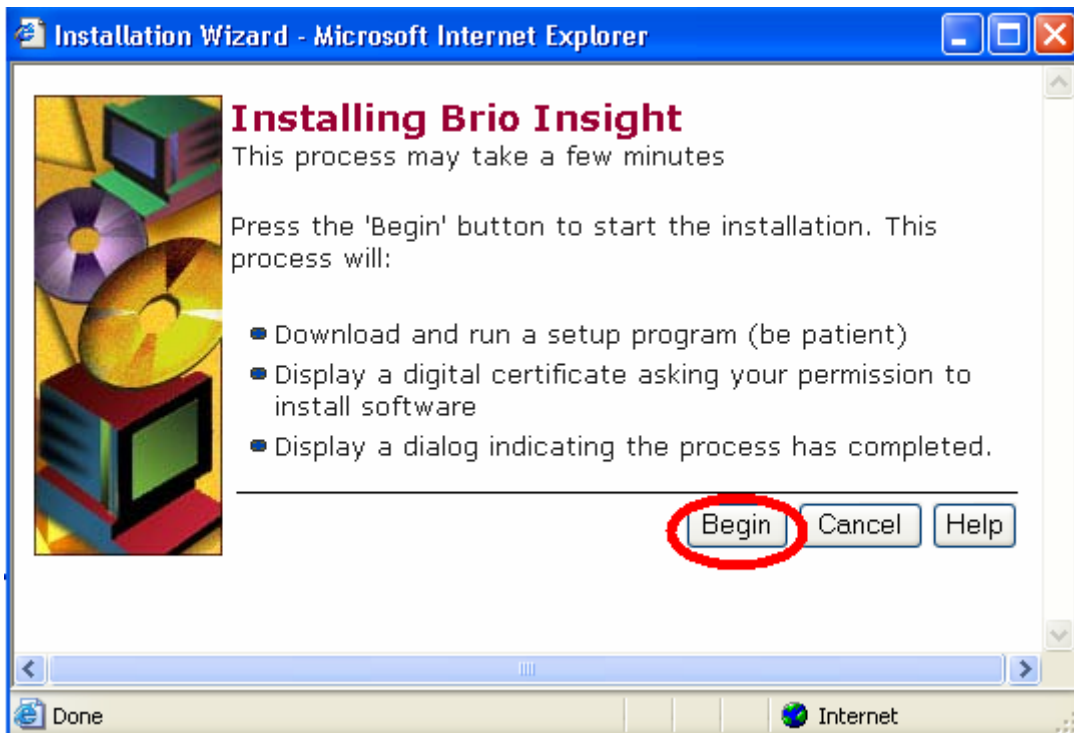 Installation Wizard - Microsoft Internet Explorer
Installing Brio Insight
This process may take a few minutes
Press the 'Begin' button to start the installation. This
process will:
Download and run a setup program (be patient)
Display a digital certificate asking your permission to
install software
Display a dialog indicating the process has completed.
Begin Cancel Help
Done Internet